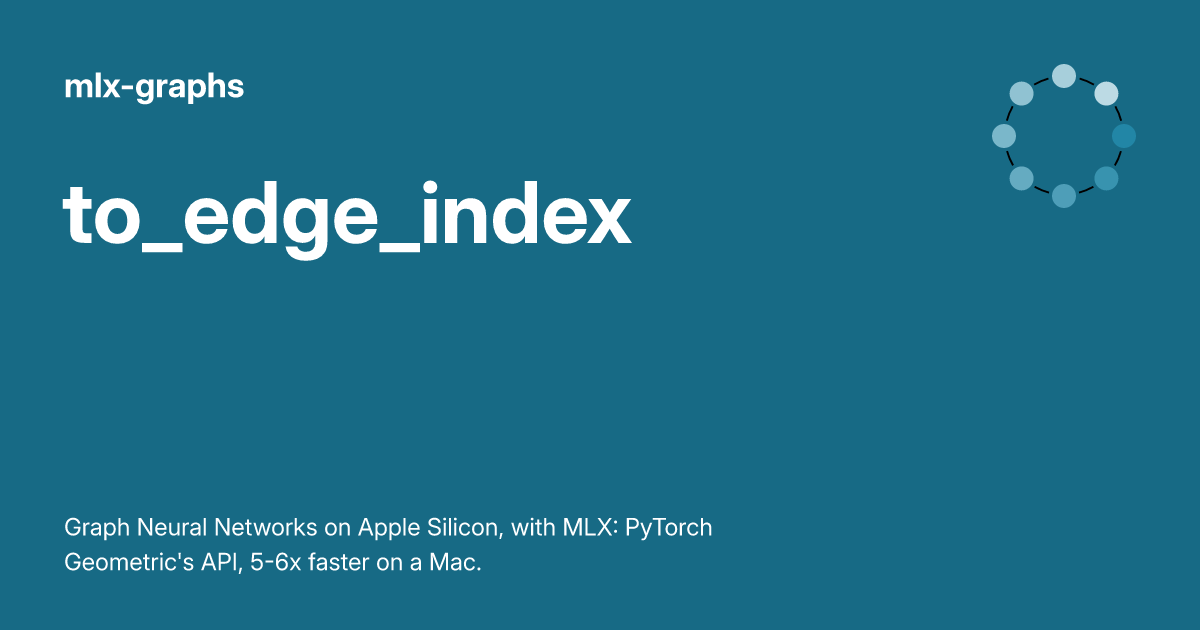 mlx-graphs
to_edge_index
Graph Neural Networks on Apple Silicon, with MLX: PyTorch
Geometric's API, 5-6x faster on a Mac.